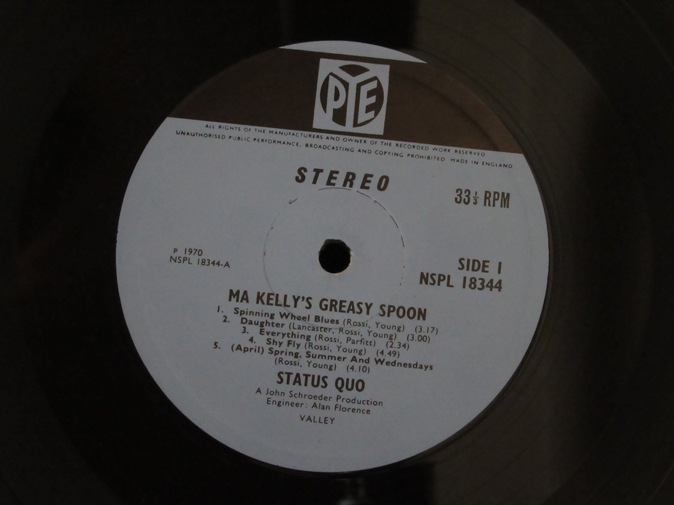 PYE
ALL RIGHTS OF THE MANUFACTURERS AND OWNER OF THE RECORDED WORK RESERVED
UNAUTHORISED PUBLIC PERFORMANCE, BROADCASTING AND COPYING PROHIBITED MADE IN ENGLAND
STEREO
33⅓ RPM
P 1970
NSPL 18344-A
SIDE 1
NSPL 18344
MA KELLY'S GREASY SPOON
1. Spinning Wheel Blues (Rossi, Young) (3.17)
2. Daughter (Lancaster, Rossi, Young) (3.00)
3. Everything (Rossi, Parfitt) (2.34)
4. Shy Fly (Rossi, Young) (4.49)
5. (April) Spring, Summer And Wednesdays
(Rossi, Young) (4.10)
STATUS QUO
A John Schroeder Production
Engineer: Alan Florence
VALLEY